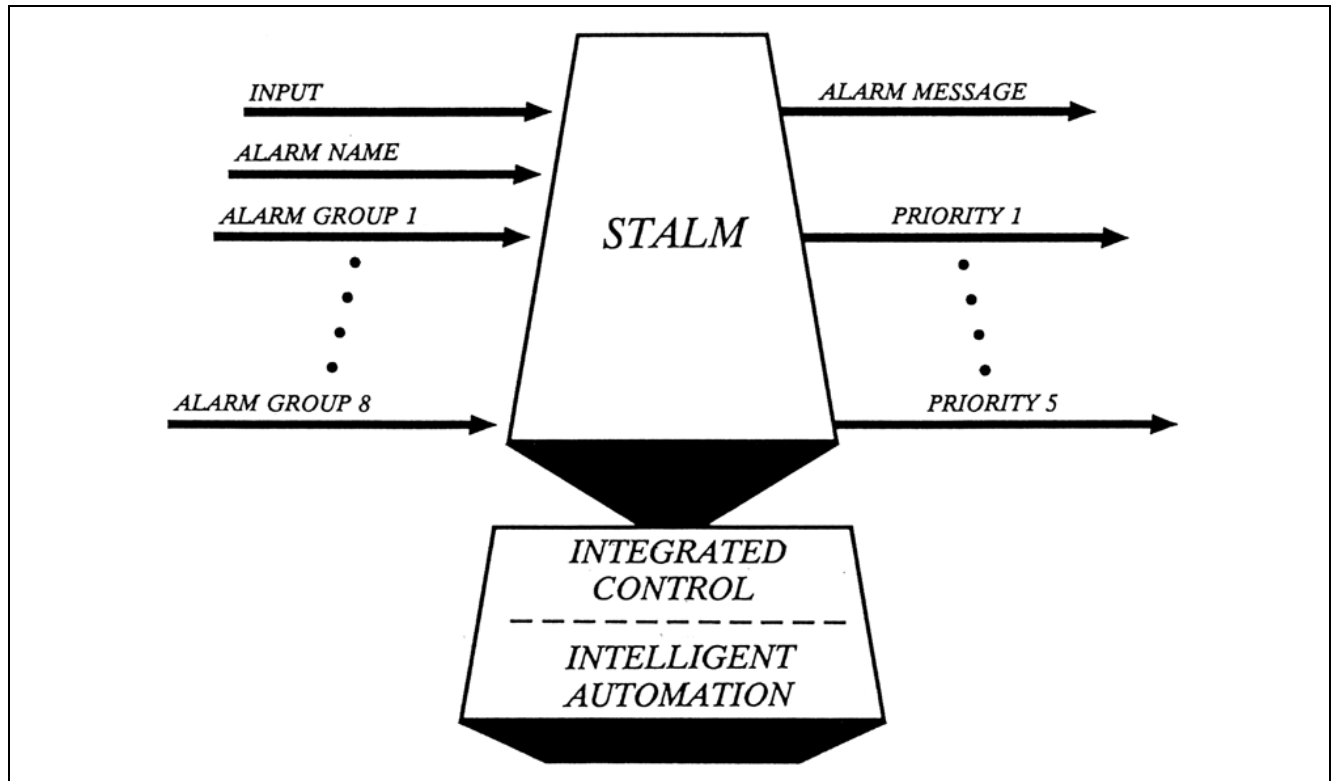 INPUT
ALARM MESSAGE
ALARM NAME
ALARM GROUP 1
STALM
PRIORITY 1
ALARM GROUP 8
PRIORITY 5
INTEGRATED
CONTROL
INTELLIGENT
AUTOMATION